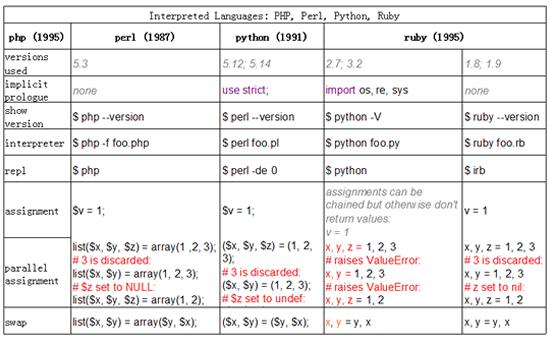 Interpreted Languages: PHP, Perl, Python, Ruby
php (1995) perl (1987) python (1991) ruby (1995)
versions used 5.3 5.12; 5.14 2.7; 3.2 1.8; 1.9
implicit prologue none use strict; import os, re, sys none
show version $ php --version $ perl --version $ python -V $ ruby --version
interpreter $ php -f foo.php $ perl foo.pl $ python foo.py $ ruby foo.rb
repl $ php $ perl -de 0 $ python $ irb
assignment $v = 1; $v = 1; assignments can be chained but otherwise don't return values: v = 1 v = 1
parallel assignment
list($x, $y, $z) = array(1 ,2, 3);
# 3 is discarded:
list($x, $y) = array(1, 2, 3);
# $z set to NULL:
list($x, $y, $z) = array(1, 2);
($x, $y, $z) = (1, 2, 3);
# 3 is discarded:
($x, $y) = (1, 2, 3);
# $z set to undef:
x, y, z = 1, 2, 3
# raises ValueError:
x, y = 1, 2, 3
# raises ValueError:
x, y, z = 1, 2
x, y, z = 1, 2, 3
# 3 is discarded:
x, y = 1, 2, 3
# z set to nil:
x, y, z = 1, 2
swap list($x, $y) = array($y, $x); ($x, $y) = ($y, $x); x, y = y, x x, y = y, x